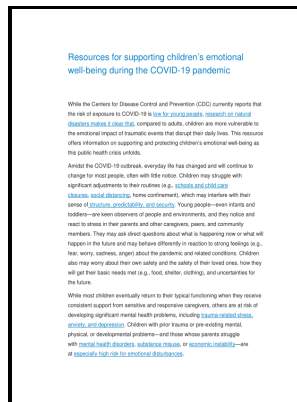 Resources for supporting children's emotional
well-being during the COVID-19 pandemic
While the Centers for Disease Control and Prevention (CDC) currently reports that
the risk of exposure to COVID-19 is low for young people, research on natural
disasters makes it clear that, compared to adults, children are more vulnerable to
the emotional impact of traumatic events that disrupt their daily lives. This resource
offers information on supporting and protecting children's emotional well-being as
this public health crisis unfolds.
Amidst the COVID-19 outbreak, everyday life has changed and will continue to
change for most people, often with little notice. Children may struggle with
significant adjustments to their routines (e.g., schools and child care
closures, social distancing, home confinement), which may interfere with their
sense of structure, predictability, and security. Young people—even infants and
toddlers—are keen observers of people and environments, and they notice and
react to stress in their parents and other caregivers, peers, and community
members. They may ask direct questions about what is happening now or what will
happen in the future and may behave differently in reaction to strong feelings (e.g.,
fear, worry, sadness, anger) about the pandemic and related conditions. Children
also may worry about their own safety and the safety of their loved ones, how they
will get their basic needs met (e.g., food, shelter, clothing), and uncertainties for
the future.
While most children eventually return to their typical functioning when they receive
consistent support from sensitive and responsive caregivers, others are at risk of
developing significant mental health problems, including trauma-related stress,
anxiety, and depression. Children with prior trauma or pre-existing mental,
physical, or developmental problems—and those whose parents struggle
with mental health disorders, substance misuse, or economic instability—are
at especially high risk for emotional disturbances.